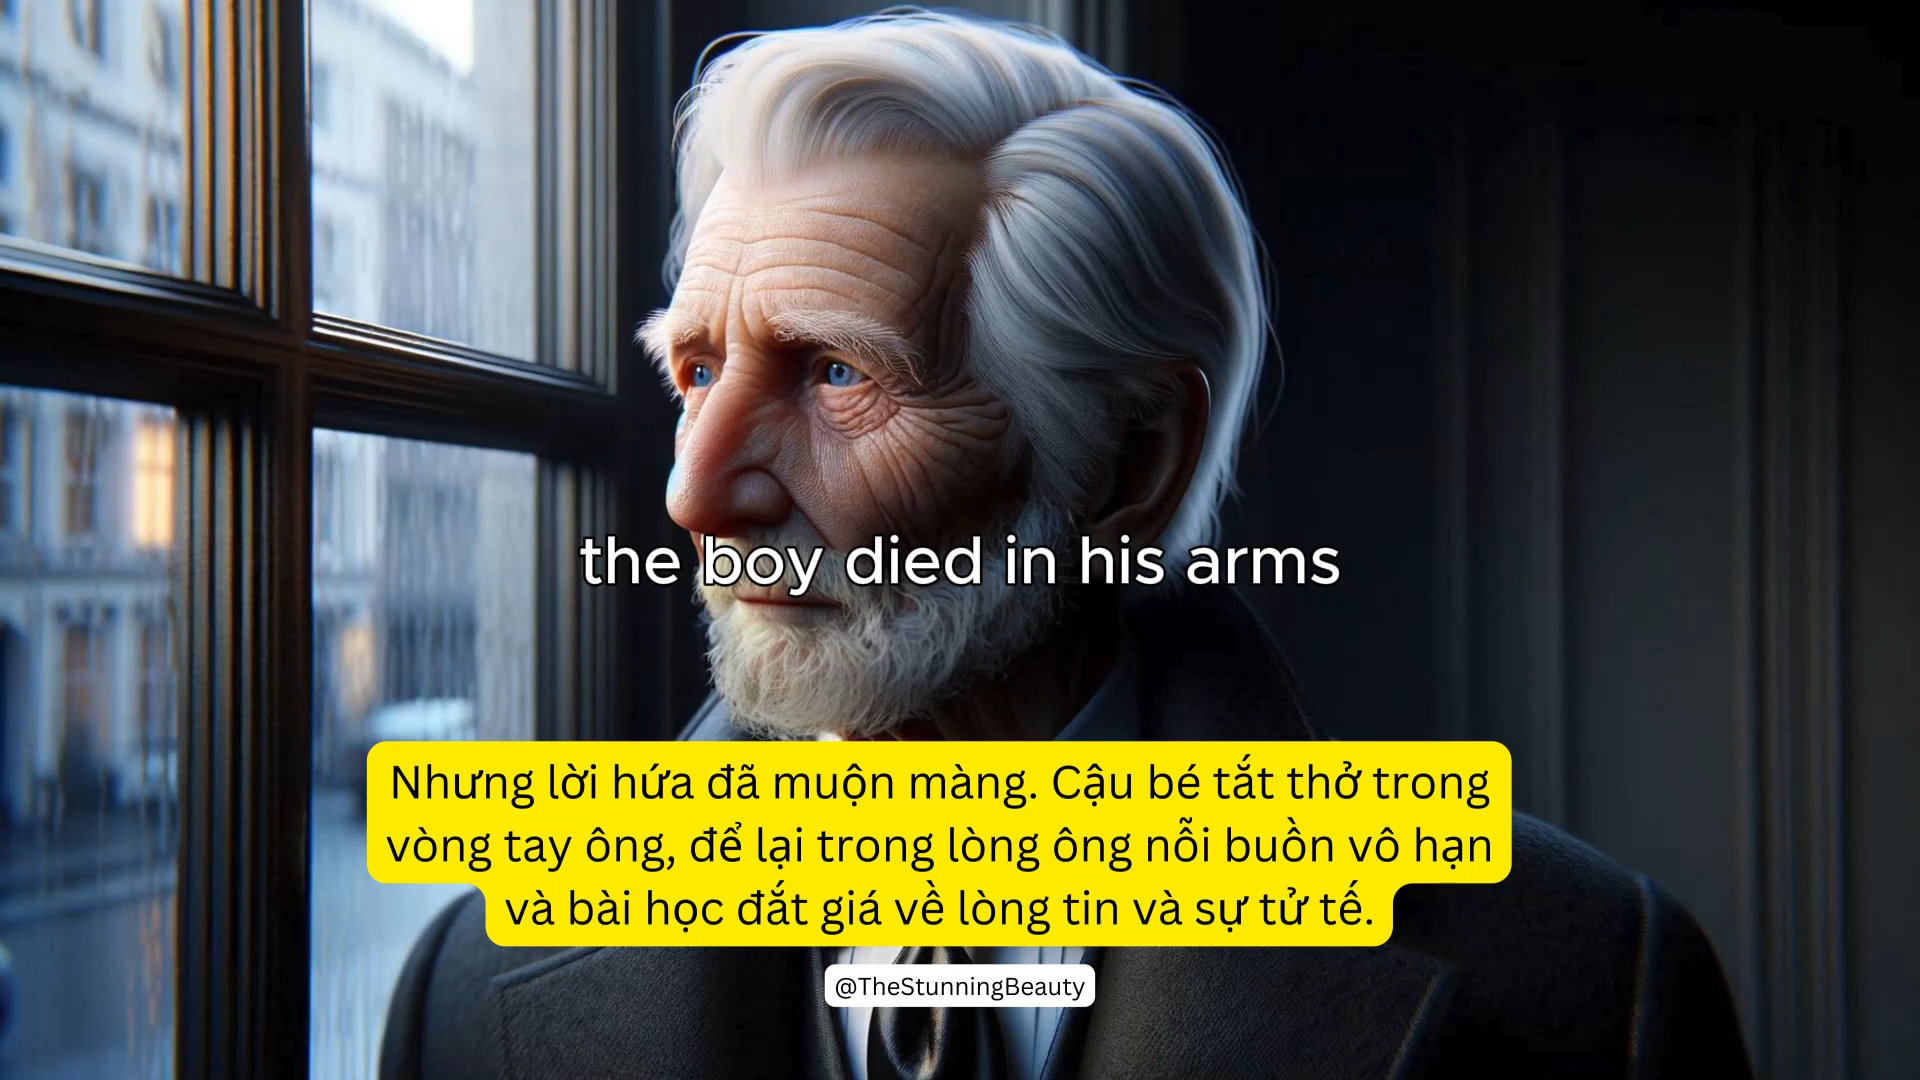 the boy died in his arms
Nhưng lời hứa đã muộn màng. Cậu bé tắt thở trong
vòng tay ông, để lại trong lòng ông nỗi buồn vô hạn
và bài học đắt giá về lòng tin và sự tử tế.
@TheStunningBeauty